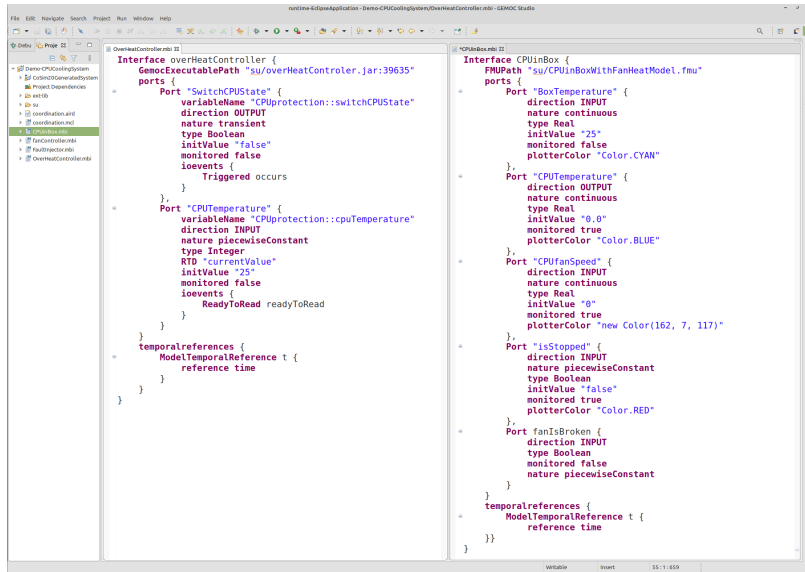 runtime-EclipseApplication - Demo-CPUCoolingSystem/OverHeatController.mbi - GEMOC Studio
File Edit Navigate Search Project Run Window Help
Debu Proje
Demo-CPUCoolingSystem
CoSim20GeneratedSystem
Project Dependencies
ext-lib
su
coordination.aird
coordination.mcl
CPUinBox.mbi
fanController.mbi
faultInjector.mbi
OverHeatController.mbi
OverHeatController.mbi
Interface overHeatController {
GemocExecutablePath "su/overHeatControler.jar:39635"
ports {
Port "SwitchCPUState" {
variableName "CPUprotection::switchCPUState"
direction OUTPUT
nature transient
type Boolean
initValue "false"
monitored false
ioevents {
Triggered occurs
}
},
Port "CPUTemperature" {
variableName "CPUprotection::cpuTemperature"
direction INPUT
nature piecewiseConstant
type Integer
RTD "currentValue"
initValue "25"
monitored false
ioevents {
ReadyToRead readyToRead
}
}
}
temporalreferences {
ModelTemporalReference t {
reference time
}
}
}
*CPUinBox.mbi
Interface CPUinBox {
FMUPath "su/CPUinBoxWithFanHeatModel.fmu"
ports {
Port "BoxTemperature" {
direction INPUT
nature continuous
type Real
initValue "25"
monitored false
plotterColor "Color.CYAN"
},
Port "CPUTemperature" {
direction OUTPUT
nature continuous
type Real
initValue "0.0"
monitored true
plotterColor "Color.BLUE"
},
Port "CPUfanSpeed" {
direction INPUT
nature continuous
type Real
initValue "0"
monitored true
plotterColor "new Color(162, 7, 117)"
},
Port "isStopped" {
direction INPUT
nature piecewiseConstant
type Boolean
initValue "false"
monitored true
plotterColor "Color.RED"
},
Port fanIsBroken {
direction INPUT
type Boolean
monitored false
nature piecewiseConstant
}
}
temporalreferences {
ModelTemporalReference t {
reference time
}}
}
Writable Insert 55:1:659